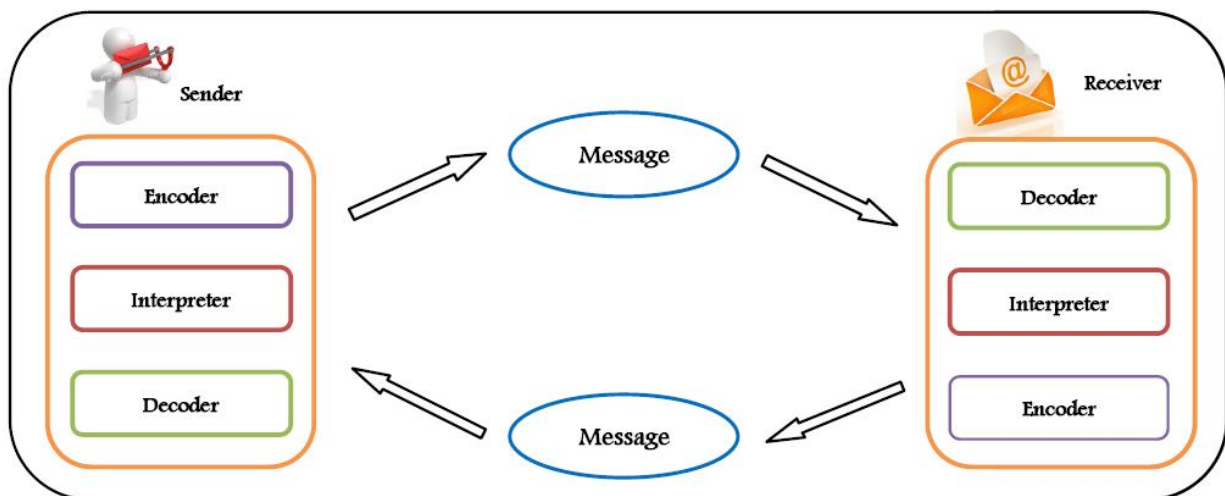 Sender
Receiver
Encoder
Interpreter
Decoder
Message
Message
Decoder
Interpreter
Encoder
@